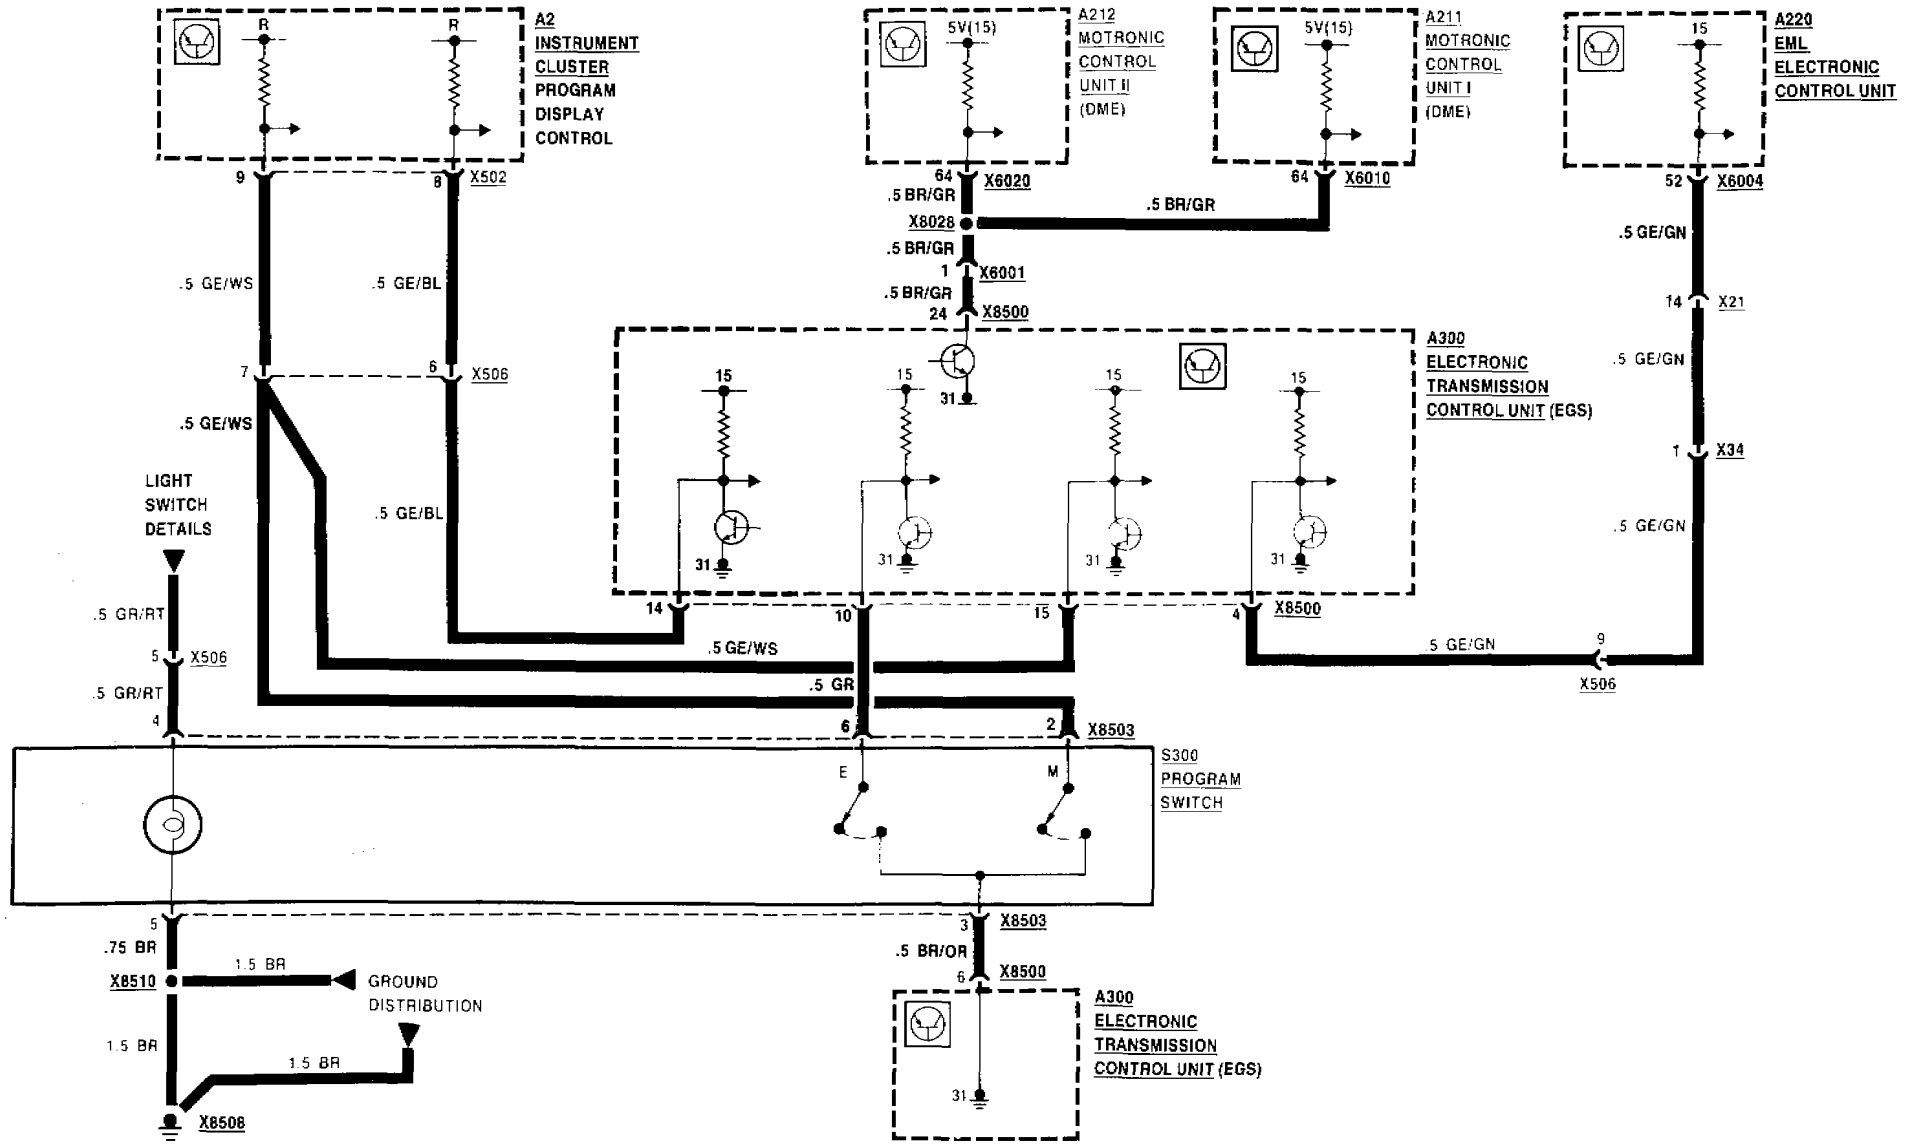 R
R
A2
INSTRUMENT
CLUSTER
PROGRAM
DISPLAY
CONTROL
5V(15)
A212
MOTRONIC
CONTROL
UNIT II
(DME)
5V(15)
A211
MOTRONIC
CONTROL
UNIT I
(DME)
15
A220
EML
ELECTRONIC
CONTROL UNIT
9
8
X502
64
X6020
64
X6010
52
X6004
.5 BR/GR
X8028
.5 BR/GR
.5 BR/GR
1
X6001
.5 BR/GR
24
X8500
.5 GE/GN
14
X21
.5 GE/GN
1
X34
.5 GE/GN
.5 GE/WS
.5 GE/BL
7
6
X506
.5 GE/WS
.5 GE/BL
LIGHT
SWITCH
DETAILS
.5 GR/RT
5
X506
.5 GR/RT
4
A300
ELECTRONIC
TRANSMISSION
CONTROL UNIT (EGS)
31
15
15
15
15
31
31
31
31
14
10
15
4
X8500
.5 GE/WS
.5 GE/GN
9
X506
.5 GR
6
2
X8503
S300
PROGRAM
SWITCH
E
M
5
3
X8503
.75 BR
.5 BR/OR
X8510
1.5 BR
GROUND
DISTRIBUTION
6
X8500
1.5 BR
1.5 BR
X8508
A300
ELECTRONIC
TRANSMISSION
CONTROL UNIT (EGS)
31